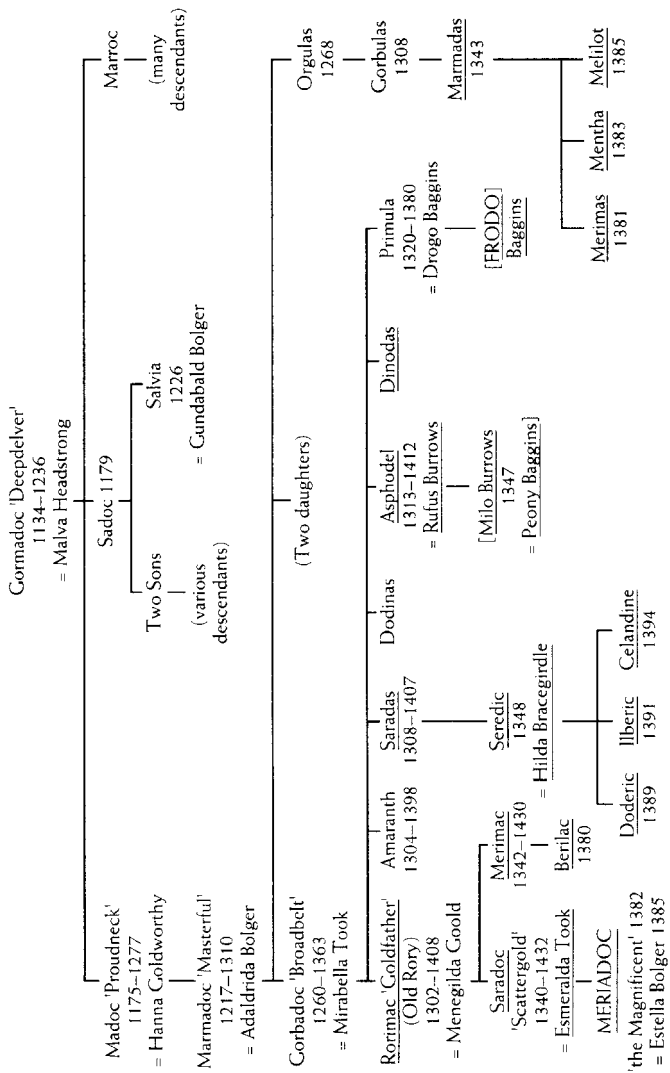 Gormadoc 'Deepdelver'
1134–1236
= Malva Headstrong
Madoc 'Proudneck'
1175–1277
= Hanna Goldworthy
Sadoc 1179
Marroc
(many
descendants)
Two Sons
(various
descendants)
Salvia
1226
= Gundabald Bolger
Marmadoc 'Masterful'
1217–1310
= Adaldrida Bolger
Gorbadoc 'Broadbelt'
1260–1363
= Mirabella Took
(Two daughters)
Orgulas
1268
Gorbulas
1308
Marmadas
1343
Rorimac 'Goldfather'
(Old Rory)
1302–1408
= Menegilda Goold
Amaranth
1304–1398
Saradas
1308–1407
Dodinas
Asphodel
1313–1412
= Rufus Burrows
Dinodas
Primula
1320–1380
= Drogo Baggins
Saradoc
'Scattergold'
1340–1432
= Esmeralda Took
Merimac
1342–1430
Berilac
1380
Seredic
1348
= Hilda Bracegirdle
[Milo Burrows
1347
= Peony Baggins]
[FRODO]
Baggins
MERIADOC
'the Magnificent' 1382
= Estella Bolger 1385
Doderic
1389
Ilberic
1391
Celandine
1394
Merimas
1381
Mentha
1383
Melilot
1385